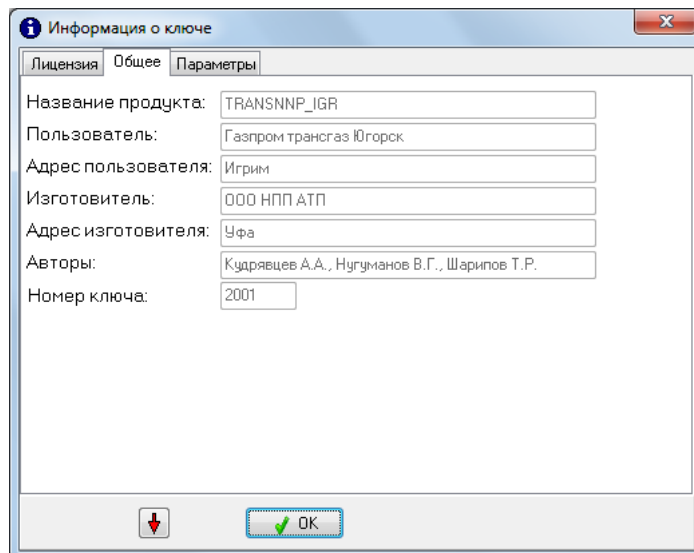 Информация о ключе
Лицензия Общее Параметры
Название продукта: TRANSNNP_IGR
Пользователь: Газпром трансгаз Югорск
Адрес пользователя: Игрим
Изготовитель: ООО НПП АТП
Адрес изготовителя: Уфа
Авторы: Кудрявцев А.А., Нугуманов В.Г., Шарипов Т.Р.
Номер ключа: 2001
OK